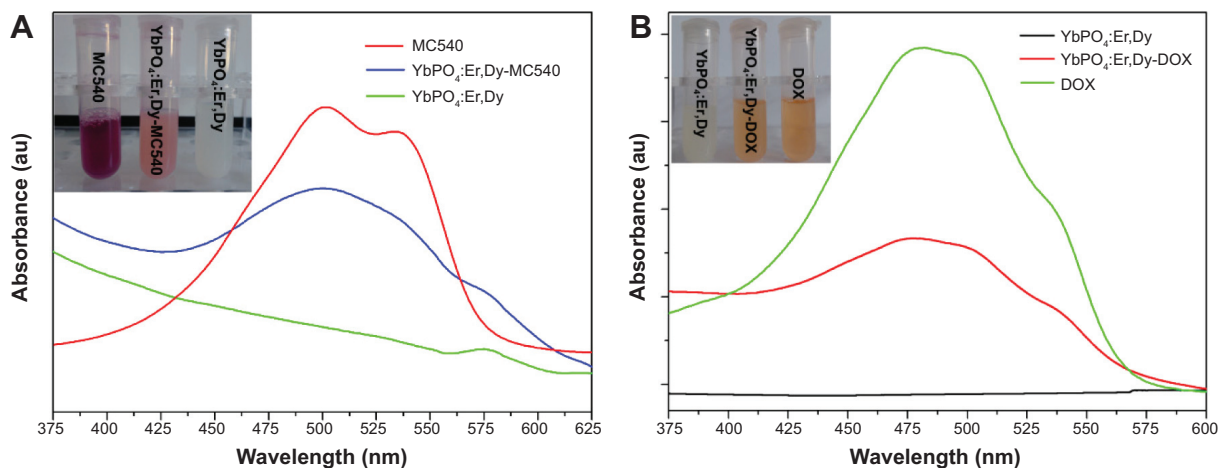 A
MC540
YbPO₄:Er,Dy-MC540
YbPO₄:Er,Dy
MC540
YbPO₄:Er,Dy-MC540
YbPO₄:Er,Dy
Absorbance (au)
375 400 425 450 475 500 525 550 575 600 625
Wavelength (nm)
B
YbPO₄:Er,Dy
YbPO₄:Er,Dy-DOX
DOX
YbPO₄:Er,Dy
YbPO₄:Er,Dy-DOX
DOX
Absorbance (au)
375 400 425 450 475 500 525 550 575 600
Wavelength (nm)